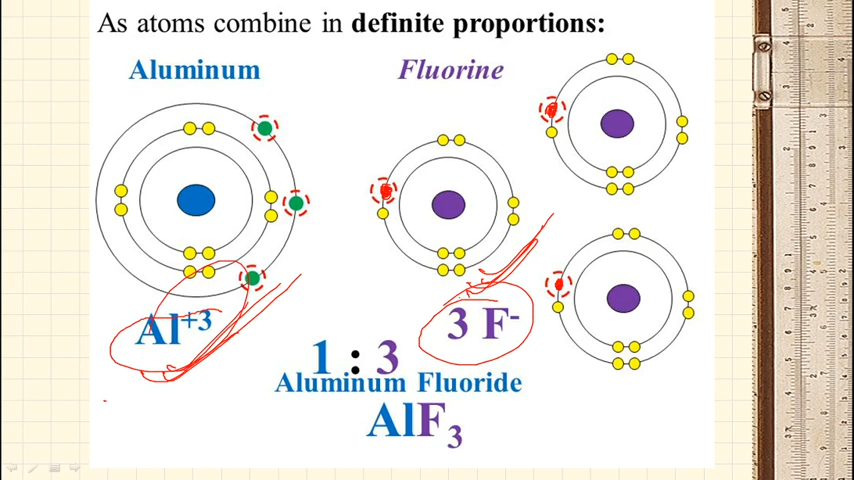 As atoms combine in definite proportions:
Aluminum
Fluorine
Al+3
3 F-
1 : 3
Aluminum Fluoride
AlF3